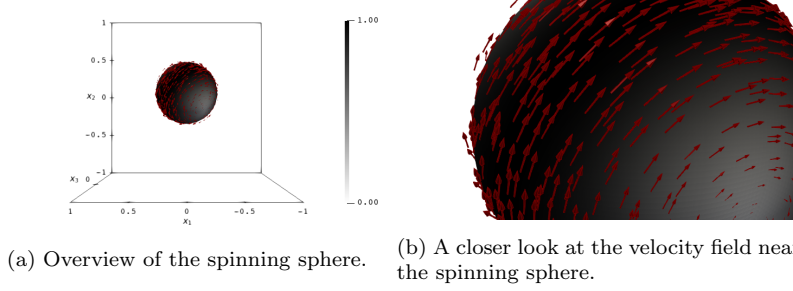 1
0.5
x2 0
−0.5
−1
x3 0
1 0.5 0 −0.5 −1
x1
1.00
0.00
(a) Overview of the spinning sphere.
(b) A closer look at the velocity field nea
the spinning sphere.